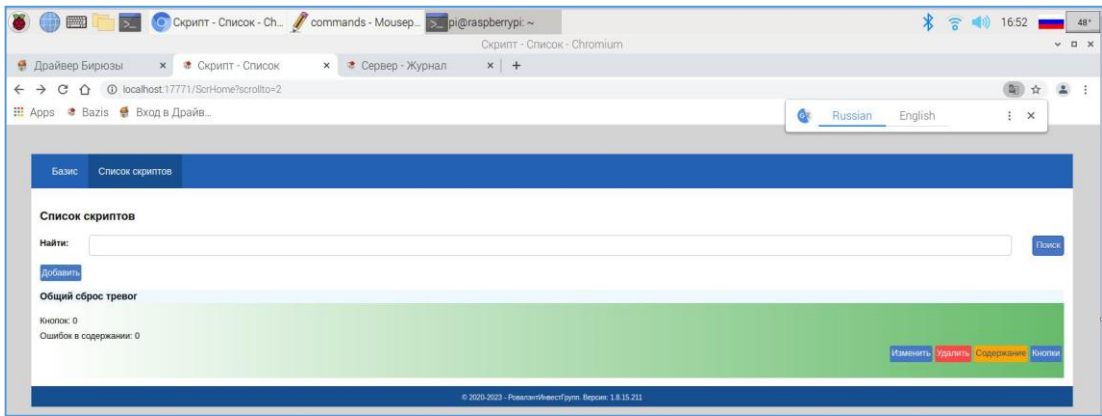 Скрипт - Список - Ch... commands - Mousep... pi@raspberrypi: ~ 16:52 48°
Скрипт - Список - Chromium
Драйвер Бирюзы Скрипт - Список Сервер - Журнал
localhost:17771/ScrHome?scrollto=2
Apps Bazis Вход в Драйв... Russian English
Базис Список скриптов
Список скриптов
Найти: Поиск
Добавить
Общий сброс тревог
Кнопок: 0
Ошибок в содержании: 0
Изменить Удалить Содержание Кнопки
© 2020-2023 - РовалэнтИнвестГрупп. Версия: 1.8.15.211